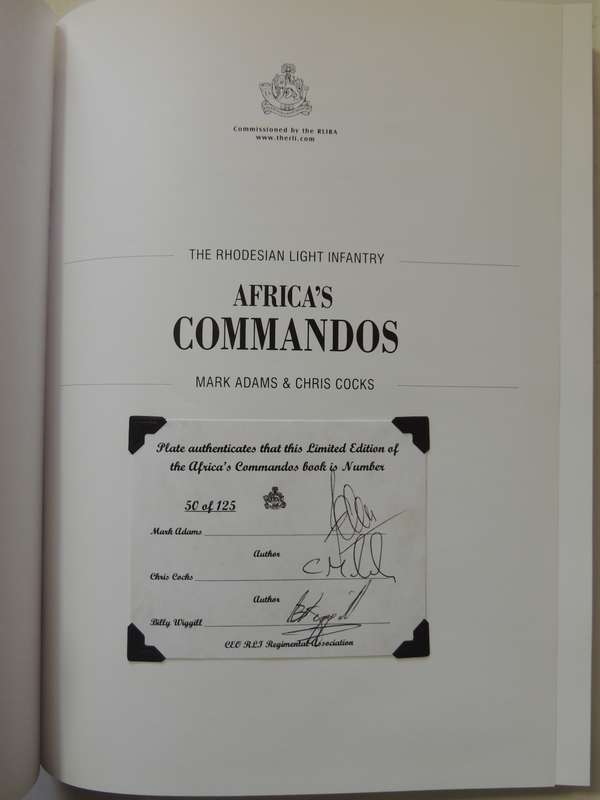 Commissioned by the RLIRA
www.therli.com
THE RHODESIAN LIGHT INFANTRY
AFRICA'S
COMMANDOS
MARK ADAMS & CHRIS COCKS
Plate authenticates that this Limited Edition of
the Africa's Commandos book is Number
50 of 125
Mark Adams
Author
Chris Cocks
Author
Billy Wiggill
CEO RLI Regimental Association